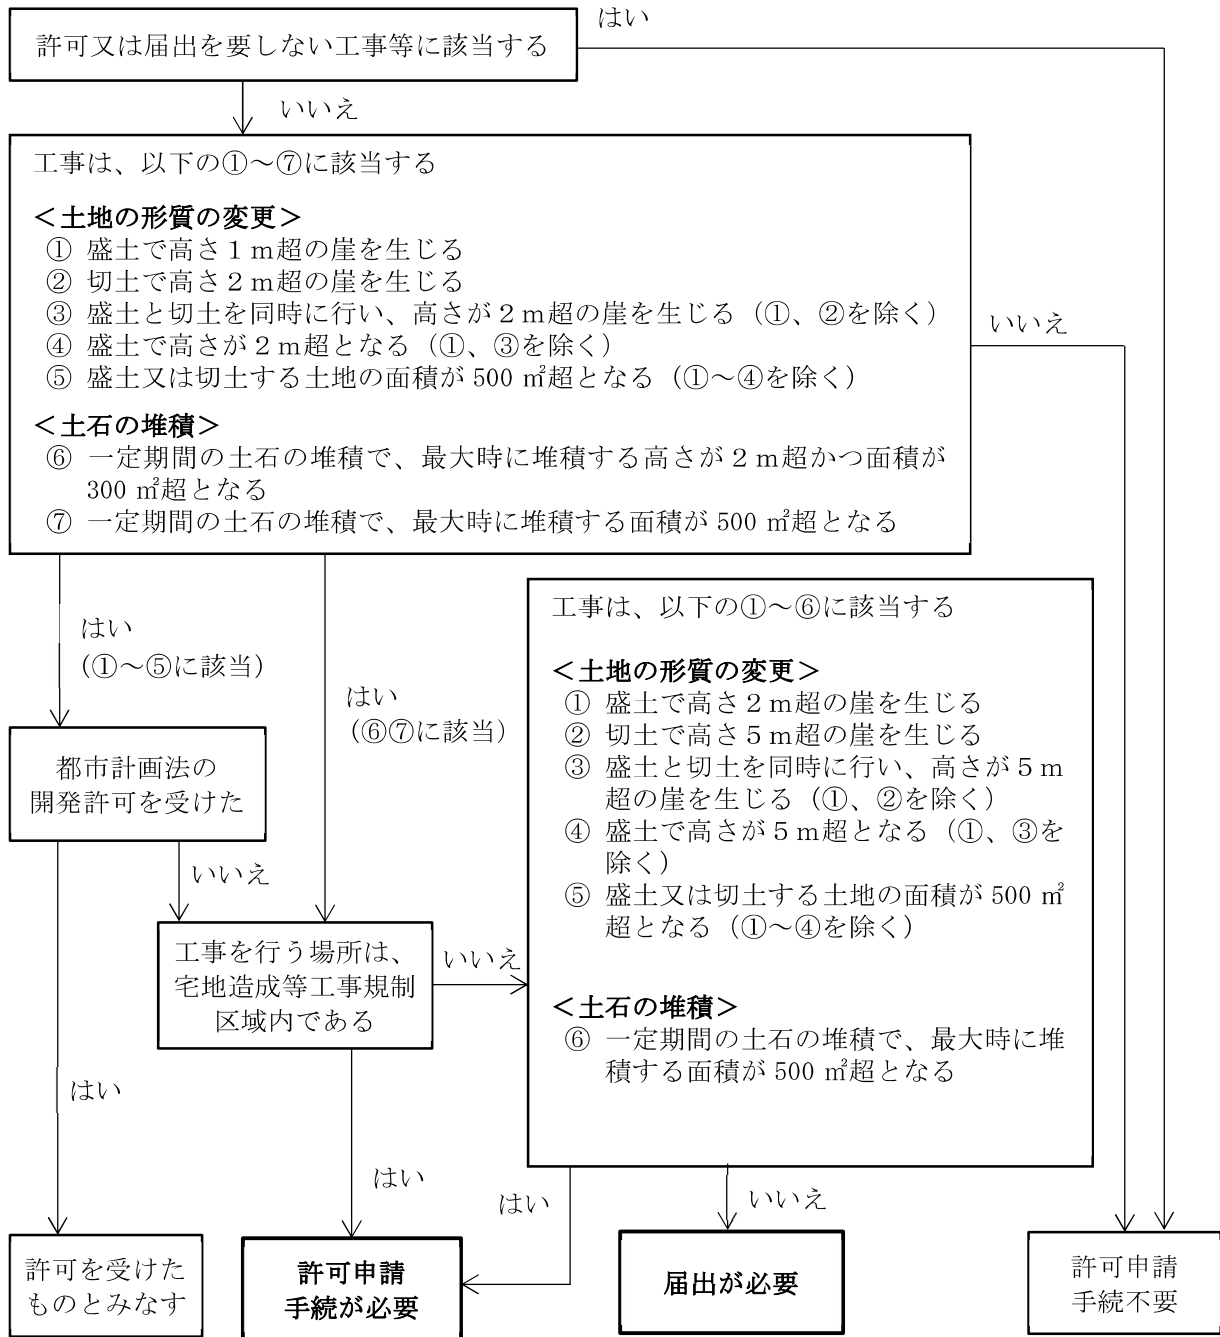 はい
許可又は届出を要しない工事等に該当する
いいえ
工事は、以下の①～⑦に該当する
＜土地の形質の変更＞
① 盛土で高さ１ｍ超の崖を生じる
② 切土で高さ２ｍ超の崖を生じる
③ 盛土と切土を同時に行い、高さが２ｍ超の崖を生じる（①、②を除く）
④ 盛土で高さが２ｍ超となる（①、③を除く）
⑤ 盛土又は切土する土地の面積が 500 ㎡超となる（①～④を除く）
＜土石の堆積＞
⑥ 一定期間の土石の堆積で、最大時に堆積する高さが２ｍ超かつ面積が
300 ㎡超となる
⑦ 一定期間の土石の堆積で、最大時に堆積する面積が 500 ㎡超となる
いいえ
はい
(①～⑤に該当)
はい
(⑥⑦に該当)
都市計画法の
開発許可を受けた
いいえ
工事を行う場所は、
宅地造成等工事規制
区域内である
いいえ
工事は、以下の①～⑥に該当する
＜土地の形質の変更＞
① 盛土で高さ２ｍ超の崖を生じる
② 切土で高さ５ｍ超の崖を生じる
③ 盛土と切土を同時に行い、高さが５ｍ
超の崖を生じる（①、②を除く）
④ 盛土で高さが５ｍ超となる（①、③を
除く）
⑤ 盛土又は切土する土地の面積が 500 ㎡
超となる（①～④を除く）
＜土石の堆積＞
⑥ 一定期間の土石の堆積で、最大時に堆
積する面積が 500 ㎡超となる
はい
はい
はい
いいえ
許可を受けた
ものとみなす
許可申請
手続が必要
届出が必要
許可申請
手続不要